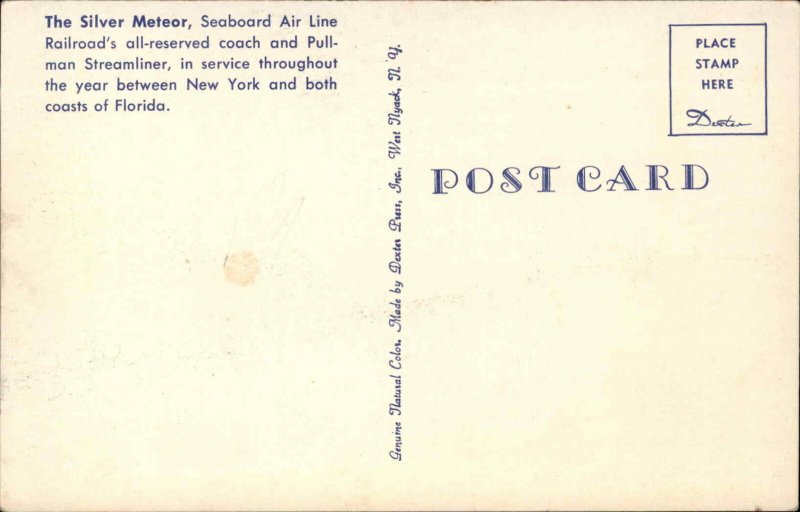 The Silver Meteor, Seaboard Air Line
Railroad's all-reserved coach and Pull-
man Streamliner, in service throughout
the year between New York and both
coasts of Florida.
Genuine Natural Color. Made by Dexter Press, Inc., West Nyack, N. Y.
PLACE
STAMP
HERE
Dexter
POST CARD